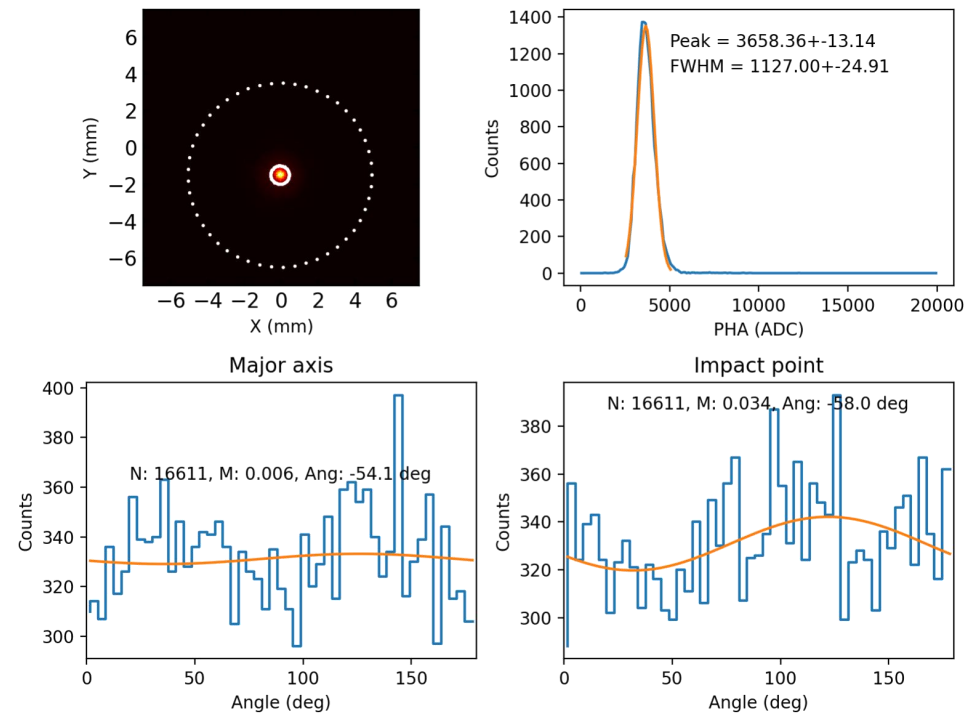 6
4
2
0
−2
−4
−6
Y (mm)
−6 −4 −2 0 2 4 6
X (mm)
1400
1200
1000
800
600
400
200
0
Counts
Peak = 3658.36+-13.14
FWHM = 1127.00+-24.91
0 5000 10000 15000 20000
PHA (ADC)
Major axis
400
380
360
340
320
300
Counts
N: 16611, M: 0.006, Ang: -54.1 deg
0 50 100 150
Angle (deg)
Impact point
380
360
340
320
300
Counts
N: 16611, M: 0.034, Ang: -58.0 deg
0 50 100 150
Angle (deg)